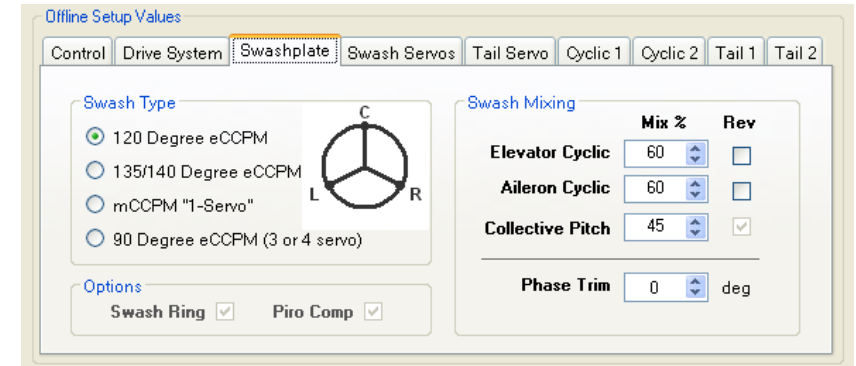 Offline Setup Values
Control Drive System Swashplate Swash Servos Tail Servo Cyclic 1 Cyclic 2 Tail 1 Tail 2
Swash Type
C
L
R
120 Degree eCCPM
135/140 Degree eCCPM
mCCPM "1-Servo"
90 Degree eCCPM (3 or 4 servo)
Options
Swash Ring Piro Comp
Swash Mixing
Mix % Rev
Elevator Cyclic 60
Aileron Cyclic 60
Collective Pitch 45
Phase Trim 0 deg